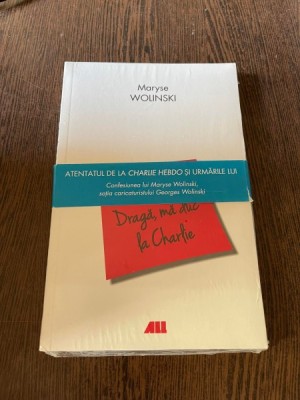 Maryse
WOLINSKI
ATENTATUL DE LA CHARLIE HEBDO ȘI URMĂRILE LUI
Confesiunea lui Maryse Wolinski,
soția caricaturistului Georges Wolinski
Dragă, mă duc
la Charlie
ALL